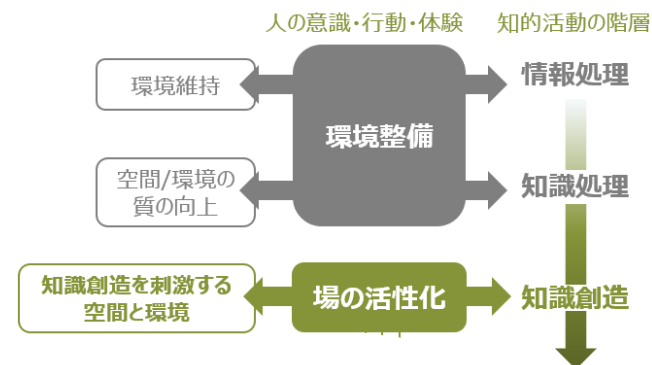 人の意識・行動・体験
知的活動の階層
環境維持
環境整備
情報処理
空間/環境の
質の向上
知識処理
知識創造を刺激する
空間と環境
場の活性化
知識創造